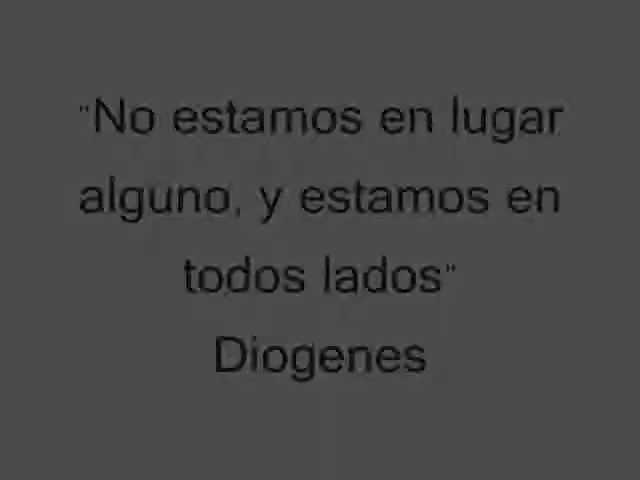 "No estamos en lugar
alguno, y estamos en
todos lados"
Diogenes